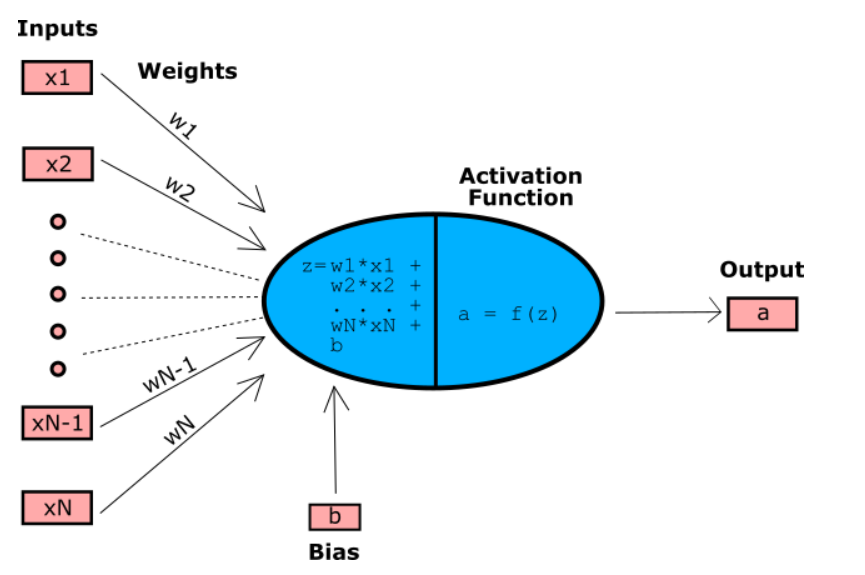 Inputs
x1
Weights
w1
x2
w2
Activation
Function
z=w1*x1 +
w2*x2 +
. . . +
wN*xN +
b
a = f(z)
Output
a
wN-1
xN-1
wN
xN
b
Bias